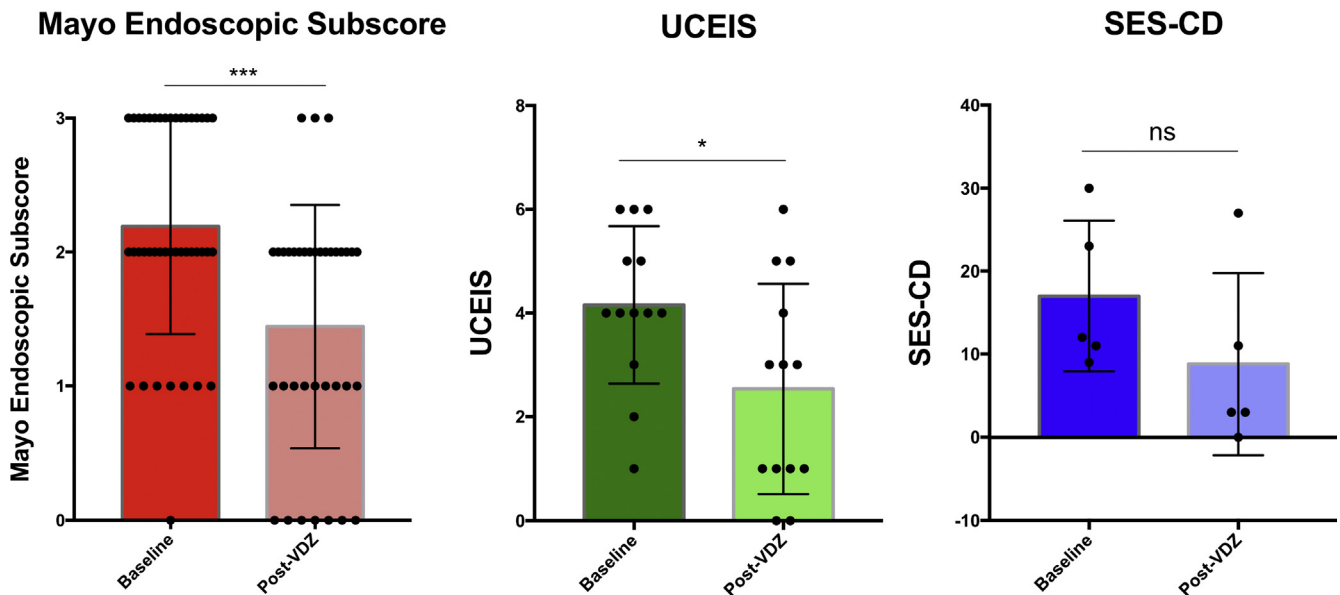 Mayo Endoscopic Subscore
Mayo Endoscopic Subscore
***
3
2
1
0
Baseline
Post-VDZ
UCEIS
UCEIS
*
8
6
4
2
0
Baseline
Post-VDZ
SES-CD
SES-CD
ns
40
30
20
10
0
-10
Baseline
Post-VDZ